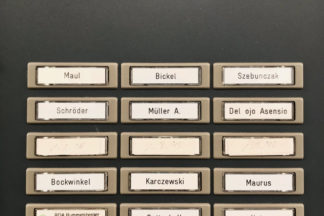 Maul
Bickel
Szebunczak
Schröder
Müller A.
Del ojo Asensio
Bockwinkel
Karczewski
Maurus